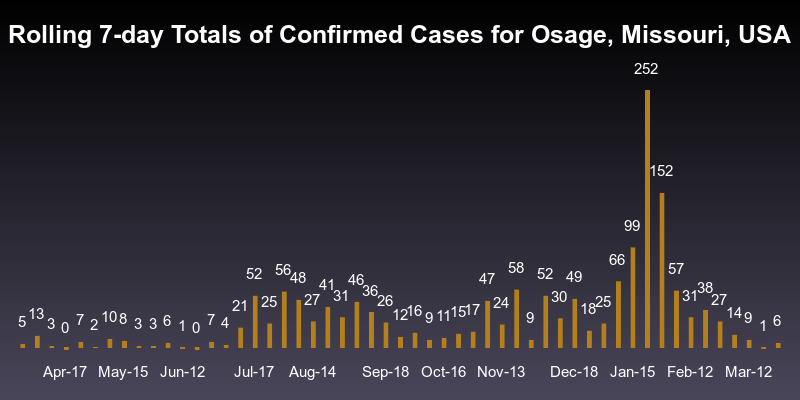 Rolling 7-day Totals of Confirmed Cases for Osage, Missouri, USA
5 13 3 0 7 2 10 8 3 3 6 1 0 7 4 21 52 25 56 48 27 41 31 46 36 26 12 16 9 11 15 17 47 24 58 9 52 30 49 18 25 66 99 252 152 57 31 38 27 14 9 1 6
Apr-17 May-15 Jun-12 Jul-17 Aug-14 Sep-18 Oct-16 Nov-13 Dec-18 Jan-15 Feb-12 Mar-12